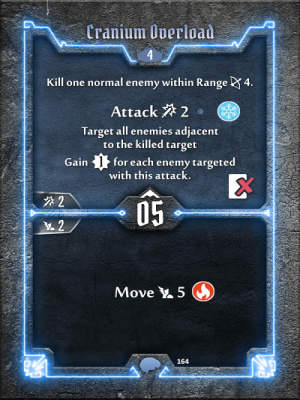 Cranium Overload
4
Kill one normal enemy within Range 4.
Attack 2
Target all enemies adjacent
to the killed target
Gain 1 for each enemy targeted
with this attack.
2
05
2
Move 5
164